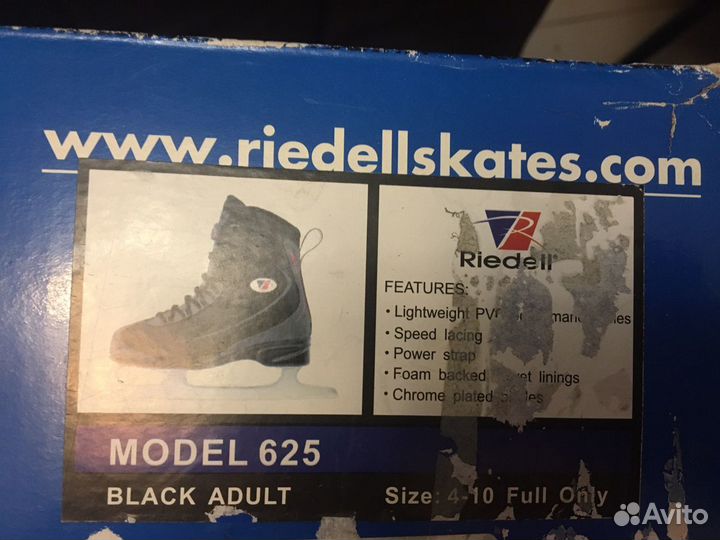 www.riedellskates.com
R
Riedell
FEATURES:
• Lightweight
• Speed lacing
• Power strap
• Foam backed linings
• Chrome plated
MODEL 625
BLACK ADULT
Size: 4-10 Full Only
Avito